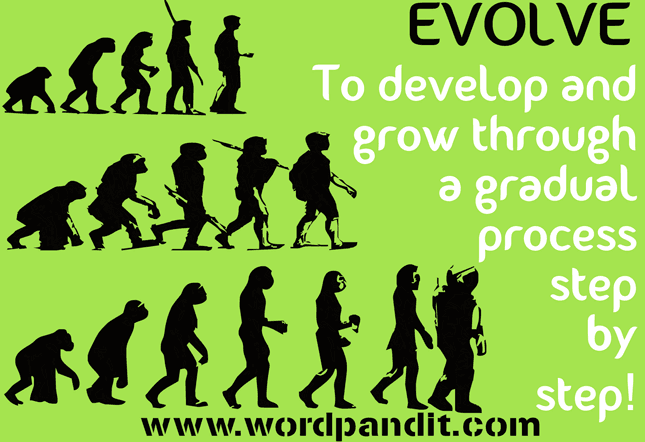 EVOLVE
To develop and
grow through
a gradual
process
step
by
step!
www.wordpandit.com